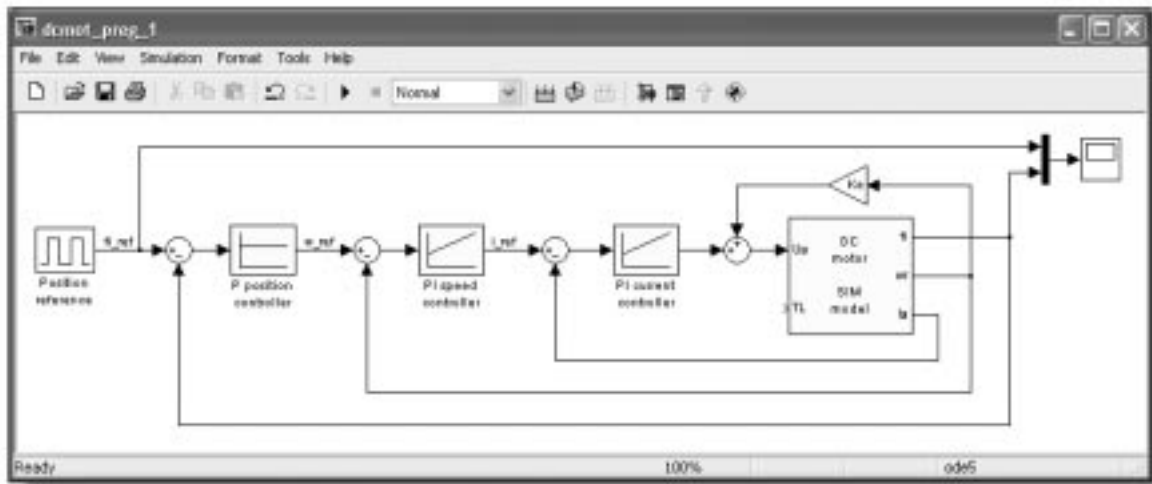 dcmot_preg_1
File Edit View Simulation Format Tools Help
Normal
Position
reference
fi_ref
P position
controller
w_ref
PI speed
controller
i_ref
PI current
controller
Ua
TL
DC
motor
SIM
model
fi
wr
Ia
Ready
100%
ode5